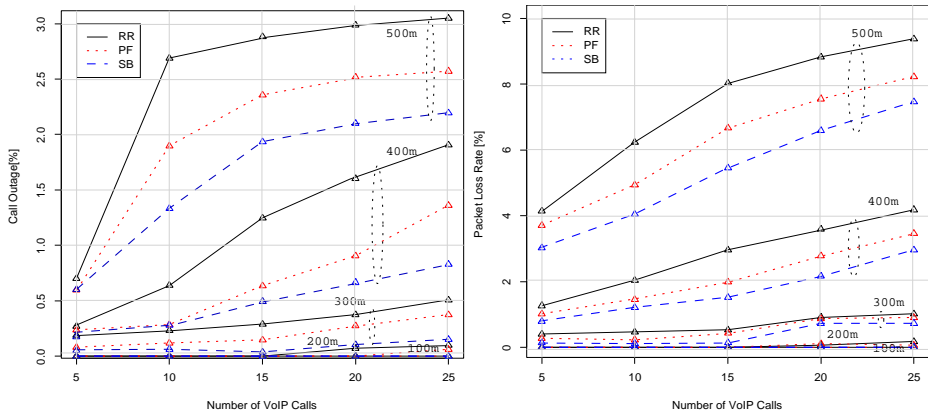 3.0
2.5
2.0
1.5
1.0
0.5
0.0
Call Outage[%]
RR
PF
SB
500m
400m
300m
200m
100m
5
10
15
20
25
Number of VoIP Calls
10
8
6
4
2
0
Packet Loss Rate [%]
RR
PF
SB
500m
400m
300m
200m
100m
5
10
15
20
25
Number of VoIP Calls